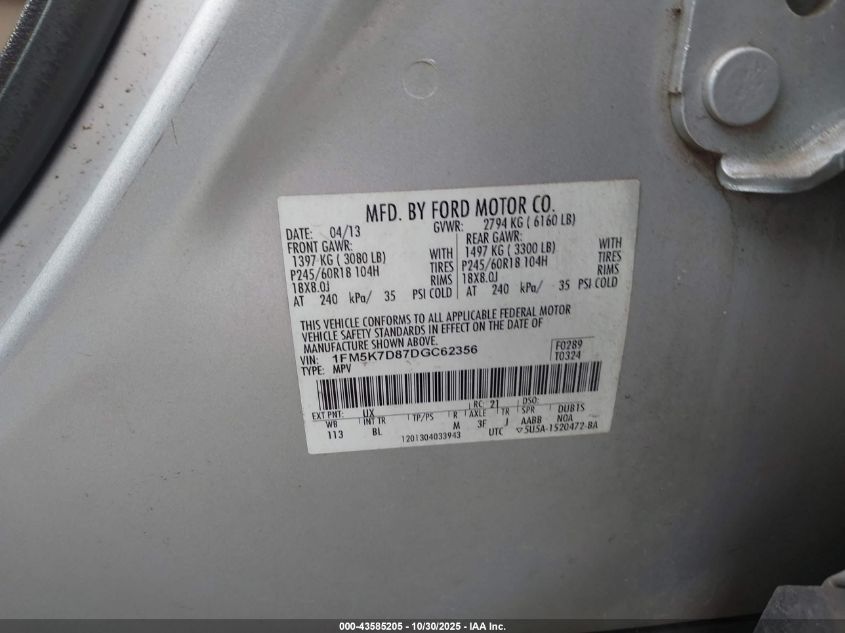 MFD. BY FORD MOTOR CO.
DATE: 04/13 GVWR: 2794 KG ( 6160 LB)
FRONT GAWR: REAR GAWR:
1397 KG ( 3080 LB) WITH 1497 KG ( 3300 LB) WITH
P245/60R18 104H TIRES P245/60R18 104H TIRES
18X8.0J RIMS 18X8.0J RIMS
AT 240 kPa/ 35 PSI COLD AT 240 kPa/ 35 PSI COLD
THIS VEHICLE CONFORMS TO ALL APPLICABLE FEDERAL MOTOR
VEHICLE SAFETY STANDARDS IN EFFECT ON THE DATE OF
MANUFACTURE SHOWN ABOVE.
VIN: 1FM5K7D87DGC62356 F0289
TYPE: MPV T0324
EXT PNT: UX RC: 21 DSO:
WB INT TR TP/PS R AXLE TR SPR DUB1S
113 BL M 3F J AABB N0A
1201304033943 UTC ▽5U5A-1520472-BA
000-43585205 • 10/30/2025 - IAA Inc.